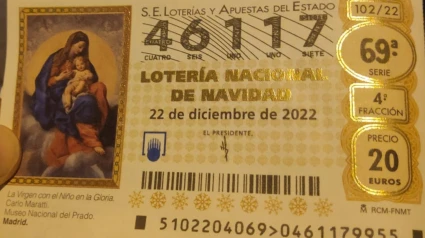 S.E. LOTERÍAS Y APUESTAS DEL ESTADO
102/22
46117
CUATRO SEIS UNO UNO SIETE
69ª
SERIE
LOTERÍA NACIONAL
DE NAVIDAD
22 de diciembre de 2022
4ª
FRACCIÓN
EL PRESIDENTE,
PRECIO
20
EUROS
La Virgen con el Niño en la Gloria.
Carlo Maratti.
Museo Nacional del Prado.
Madrid.
RCM-FNMT
5102204069>0461179955